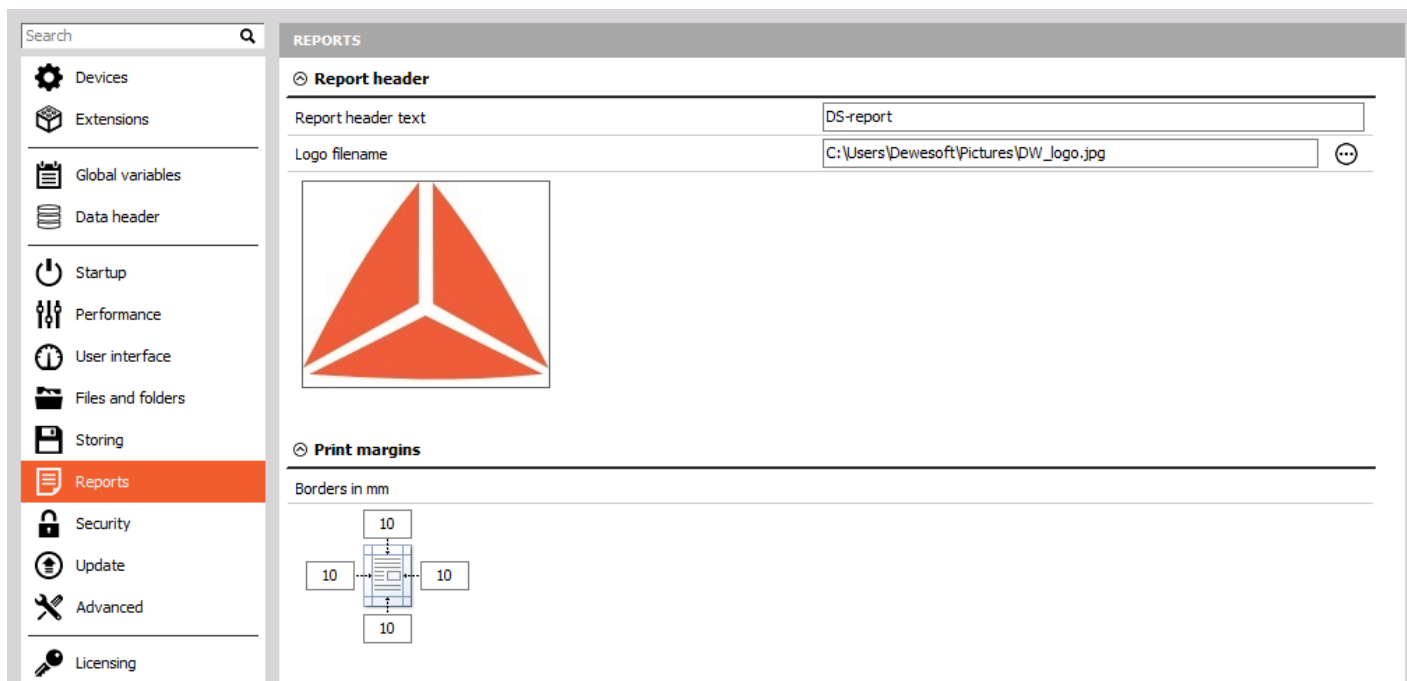 Search
Devices
Extensions
Global variables
Data header
Startup
Performance
User interface
Files and folders
Storing
Reports
Security
Update
Advanced
Licensing
REPORTS
Report header
Report header text
DS-report
Logo filename
C:\Users\Dewesoft\Pictures\DW_logo.jpg
Print margins
Borders in mm
10
10
10
10